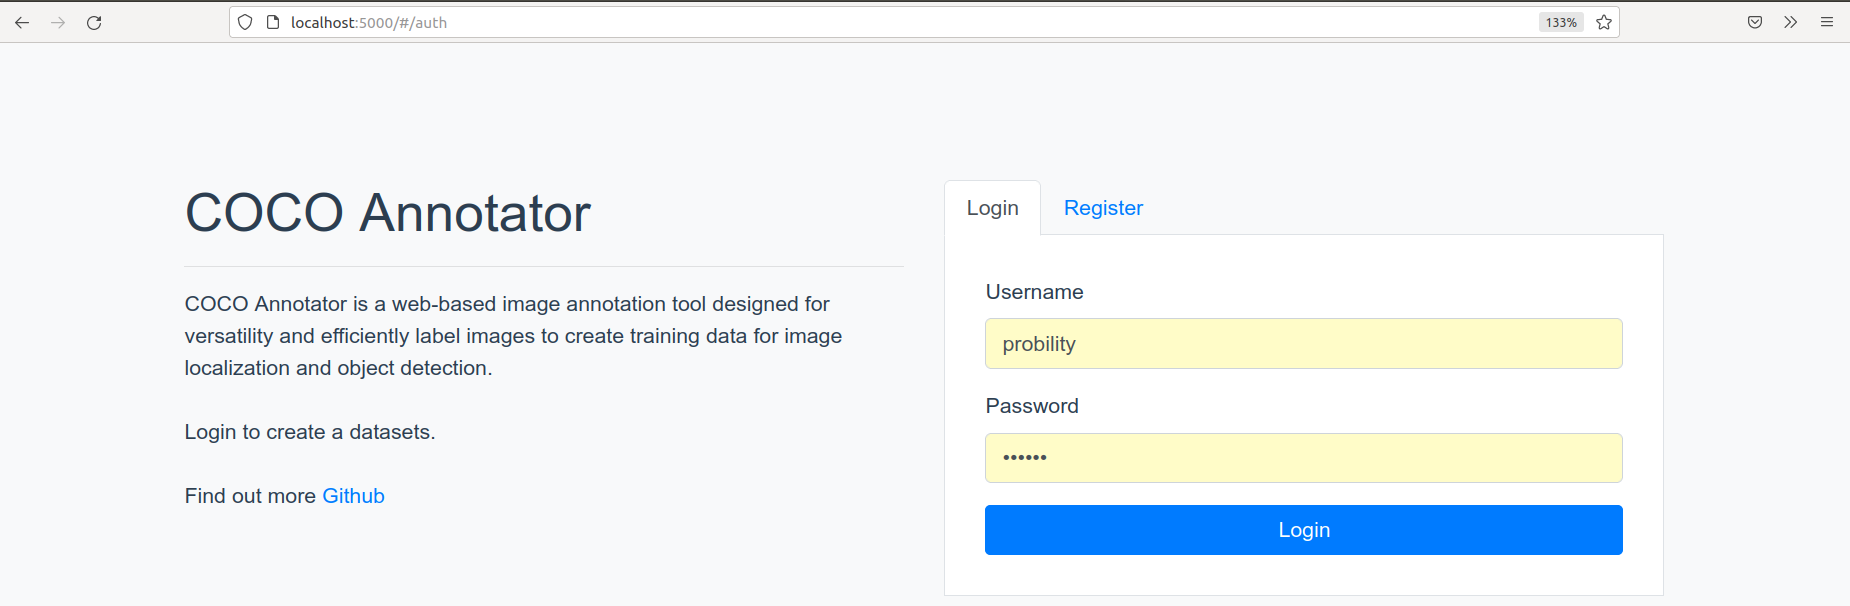 localhost:5000/#/auth
133%
COCO Annotator
COCO Annotator is a web-based image annotation tool designed for
versatility and efficiently label images to create training data for image
localization and object detection.
Login to create a datasets.
Find out more Github
Login
Register
Username
probility
Password
••••••
Login